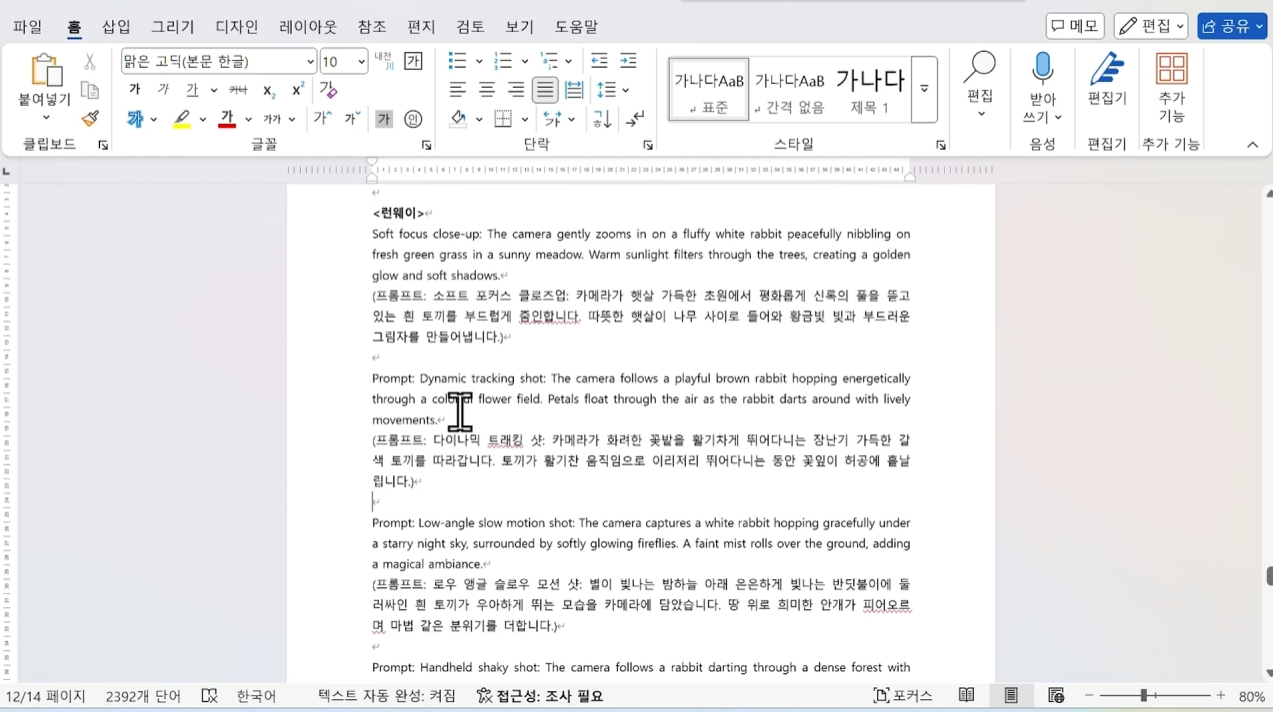 파일 홈 삽입 그리기 디자인 레이아웃 참조 편지 검토 보기 도움말 메모 편집 공유
붙여넣기
클립보드
맑은 고딕(본문 한글) 10 내천 가
가 가 가 가나 x₂ x²
가 가 가가 가 가 가
글꼴
단락
가나다AaB 가나다AaB 가나다
표준 간격 없음 제목 1
스타일
편집
받아
쓰기
음성
편집기
편집기
추가
기능
추가 기능
<런웨이>
Soft focus close-up: The camera gently zooms in on a fluffy white rabbit peacefully nibbling on
fresh green grass in a sunny meadow. Warm sunlight filters through the trees, creating a golden
glow and soft shadows.
(프롬프트: 소프트 포커스 클로즈업: 카메라가 햇살 가득한 초원에서 평화롭게 신록의 풀을 뜯고
있는 흰 토끼를 부드럽게 줌인합니다. 따뜻한 햇살이 나무 사이로 들어와 황금빛 빛과 부드러운
그림자를 만들어냅니다.)
Prompt: Dynamic tracking shot: The camera follows a playful brown rabbit hopping energetically
through a flower field. Petals float through the air as the rabbit darts around with lively
movements.
(프롬프트: 다이나믹 트래킹 샷: 카메라가 화려한 꽃밭을 활기차게 뛰어다니는 장난기 가득한 갈
색 토끼를 따라갑니다. 토끼가 활기찬 움직임으로 이리저리 뛰어다니는 동안 꽃잎이 허공에 흩날
립니다.)
Prompt: Low-angle slow motion shot: The camera captures a white rabbit hopping gracefully under
a starry night sky, surrounded by softly glowing fireflies. A faint mist rolls over the ground, adding
a magical ambiance.
(프롬프트: 로우 앵글 슬로우 모션 샷: 별이 빛나는 밤하늘 아래 은은하게 빛나는 반딧불이에 둘
러싸인 흰 토끼가 우아하게 뛰는 모습을 카메라에 담았습니다. 땅 위로 희미한 안개가 피어오르
며 마법 같은 분위기를 더합니다.)
Prompt: Handheld shaky shot: The camera follows a rabbit darting through a dense forest with
12/14 페이지 2392개 단어 한국어 텍스트 자동 완성: 켜짐 접근성: 조사 필요 포커스 80%